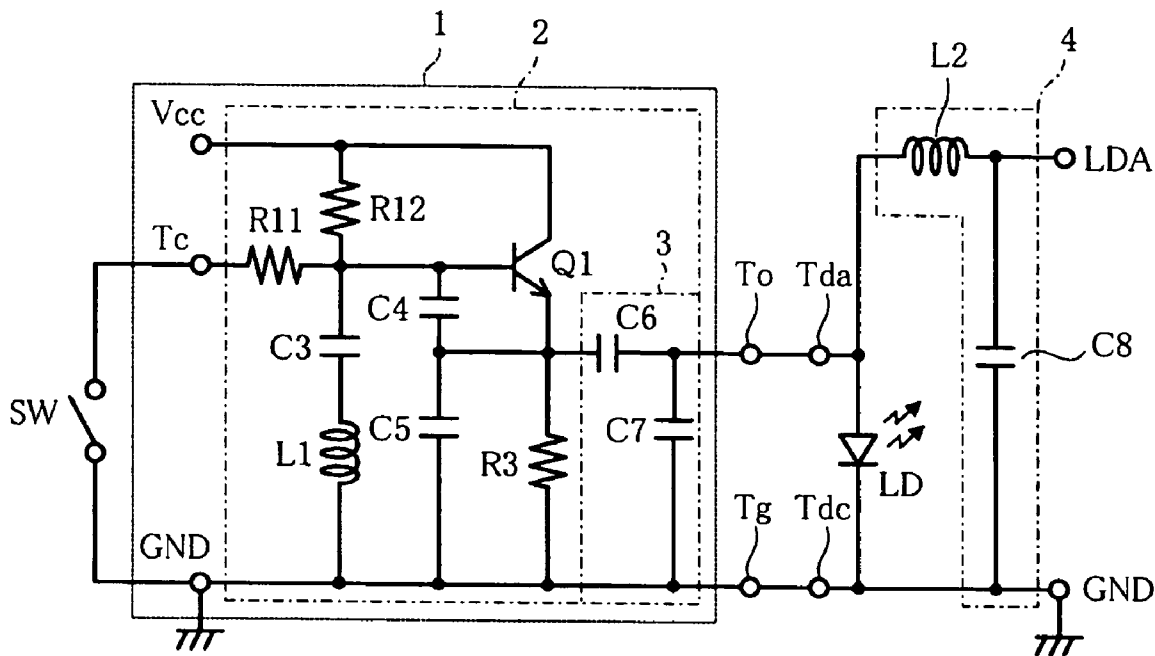 1
2
4
L2
Vcc
LDA
R12
R11
Tc
Q1
3
To
Tda
C4
C6
C3
C8
SW
C5
C7
L1
R3
LD
Tg
Tdc
GND
GND